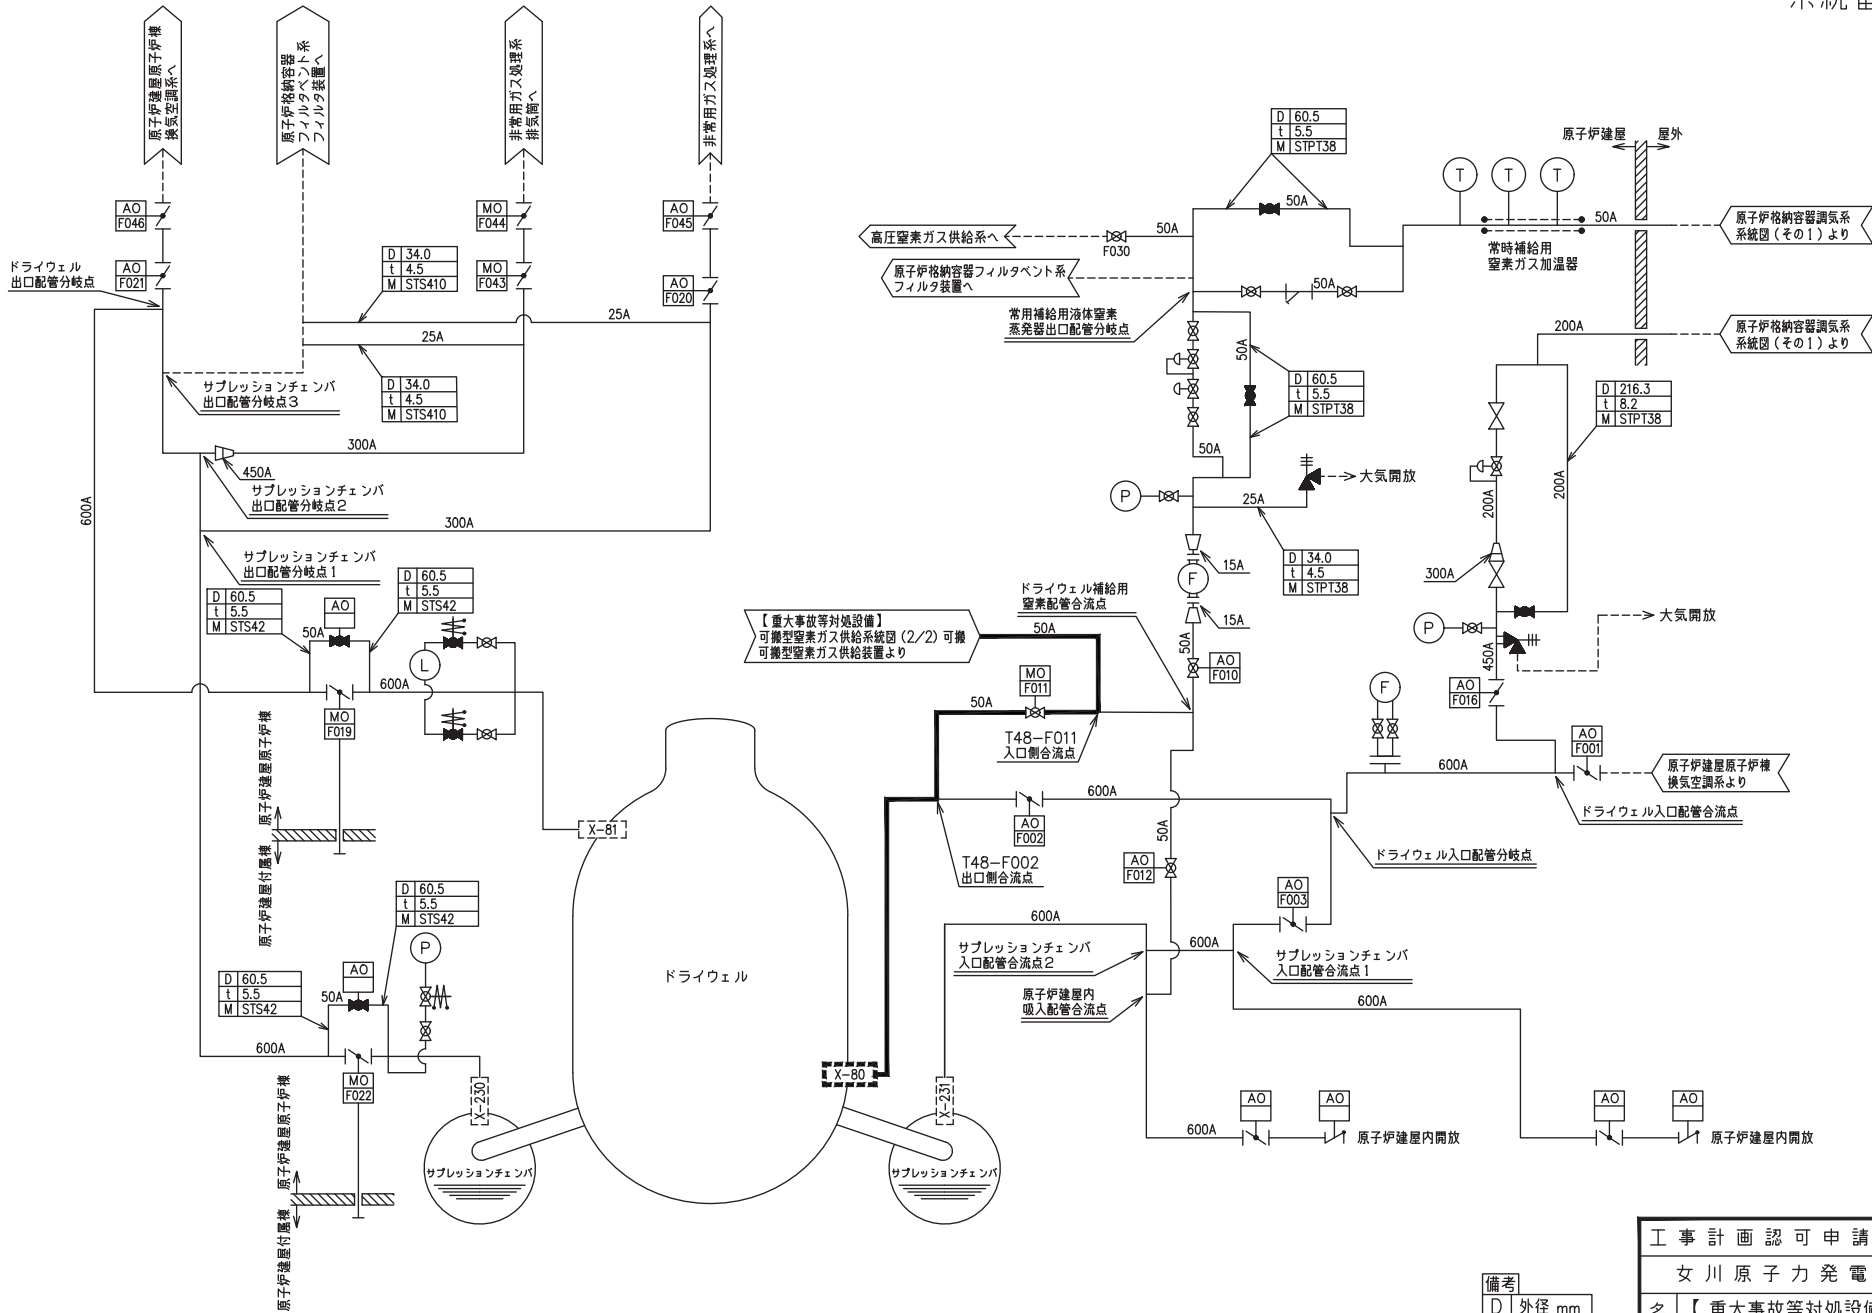 原子炉建屋原子炉棟
換気空調系へ
原子炉格納容器
フィルタベント系
フィルタ装置へ
非常用ガス処理系
排気筒へ
非常用ガス処理系へ
AO
F046
MO
F044
AO
F045
AO
F021
MO
F043
AO
F020
ドライウェル
出口配管分岐点
D 34.0
t 4.5
M STS410
25A
25A
D 34.0
t 4.5
M STS410
サプレッションチェンバ
出口配管分岐点3
300A
450A
サプレッションチェンバ
出口配管分岐点2
600A
300A
サプレッションチェンバ
出口配管分岐点1
D 60.5
t 5.5
M STS42
D 60.5
t 5.5
M STS42
AO
50A
L
600A
MO
F019
原子炉建屋原子炉棟
原子炉建屋付属棟
X-81
D 60.5
t 5.5
M STS42
P
D 60.5
t 5.5
M STS42
AO
50A
600A
MO
F022
原子炉建屋原子炉棟
原子炉建屋付属棟
X-230
サプレッションチェンバ
ドライウェル
X-80
X-231
サプレッションチェンバ
D 60.5
t 5.5
M STPT38
50A
原子炉建屋
屋外
T
T
T
50A
常時補給用
窒素ガス加温器
原子炉格納容器調気系
系統図(その1)より
高圧窒素ガス供給系へ
F030
50A
原子炉格納容器フィルタベント系
フィルタ装置へ
50A
常用補給用液体窒素
蒸発器出口配管分岐点
200A
原子炉格納容器調気系
系統図(その1)より
50A
D 60.5
t 5.5
M STPT38
D 216.3
t 8.2
M STPT38
50A
大気開放
P
25A
200A
200A
D 34.0
t 4.5
M STPT38
15A
F
15A
300A
ドライウェル補給用
窒素配管合流点
【重大事故等対処設備】
可搬型窒素ガス供給系統図(2/2)可搬
可搬型窒素ガス供給装置より
50A
50A
AO
F010
P
大気開放
450A
AO
F016
MO
F011
50A
T48-F011
入口側合流点
F
AO
F001
600A
原子炉建屋原子炉棟
換気空調系より
ドライウェル入口配管合流点
AO
F002
600A
T48-F002
出口側合流点
50A
AO
F012
ドライウェル入口配管分岐点
AO
F003
600A
サプレッションチェンバ
入口配管合流点2
600A
サプレッションチェンバ
入口配管合流点1
原子炉建屋内
吸入配管合流点
600A
600A
AO
AO
原子炉建屋内開放
AO
AO
原子炉建屋内開放
工事計画認可申請
女川原子力発電
備考
D 外径 mm
名 【重大事故等対処設備